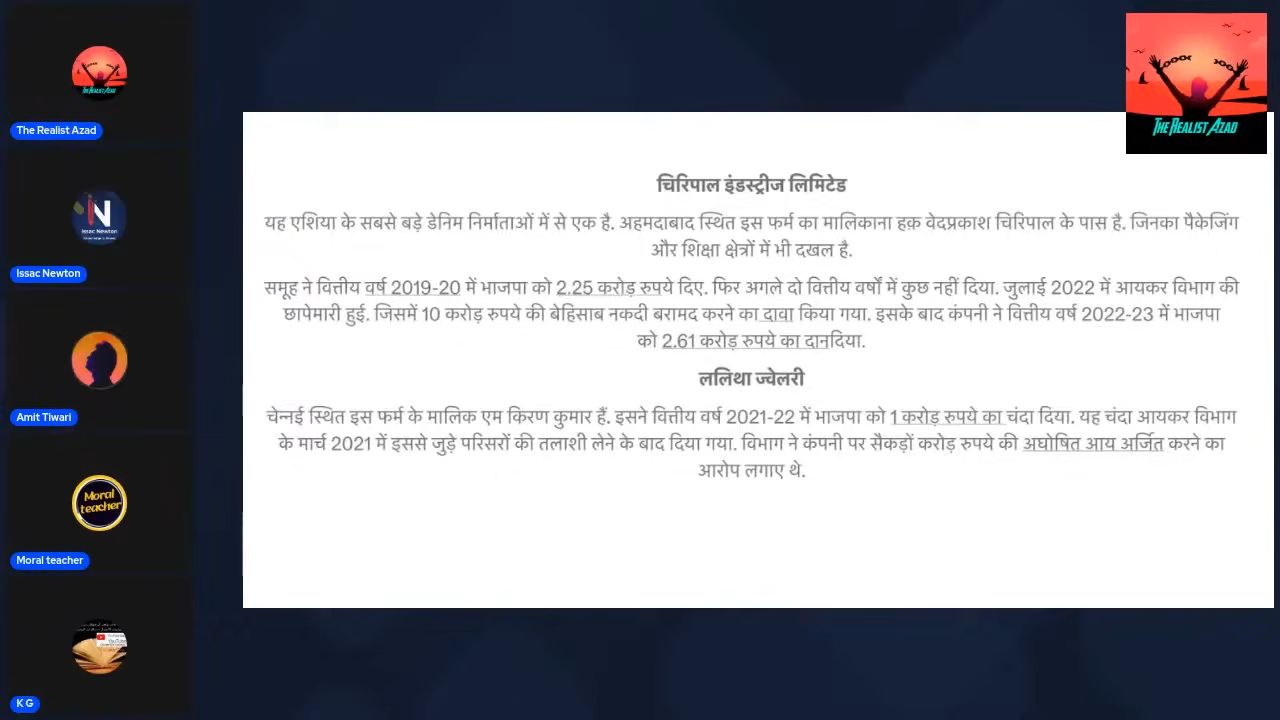 The Realist Azad
Issac Newton
Amit Tiwari
Moral teacher
Moral teacher
K G
N
Issac Newton
THE REALIST AZAD
चिरिपाल इंडस्ट्रीज लिमिटेड
यह एशिया के सबसे बड़े डेनिम निर्माताओं में से एक है. अहमदाबाद स्थित इस फर्म का मालिकाना हक़ वेदप्रकाश चिरिपाल के पास है. जिनका पैकेजिंग
और शिक्षा क्षेत्रों में भी दखल है.
समूह ने वित्तीय वर्ष 2019-20 में भाजपा को 2.25 करोड़ रुपये दिए. फिर अगले दो वित्तीय वर्षों में कुछ नहीं दिया. जुलाई 2022 में आयकर विभाग की
छापेमारी हुई. जिसमें 10 करोड़ रुपये की बेहिसाब नकदी बरामद करने का दावा किया गया. इसके बाद कंपनी ने वित्तीय वर्ष 2022-23 में भाजपा
को 2.61 करोड़ रुपये का दानदिया.
ललिथा ज्वेलरी
चेन्नई स्थित इस फर्म के मालिक एम किरण कुमार हैं. इसने वित्तीय वर्ष 2021-22 में भाजपा को 1 करोड़ रुपये का चंदा दिया. यह चंदा आयकर विभाग
के मार्च 2021 में इससे जुड़े परिसरों की तलाशी लेने के बाद दिया गया. विभाग ने कंपनी पर सैकड़ों करोड़ रुपये की अघोषित आय अर्जित करने का
आरोप लगाए थे.